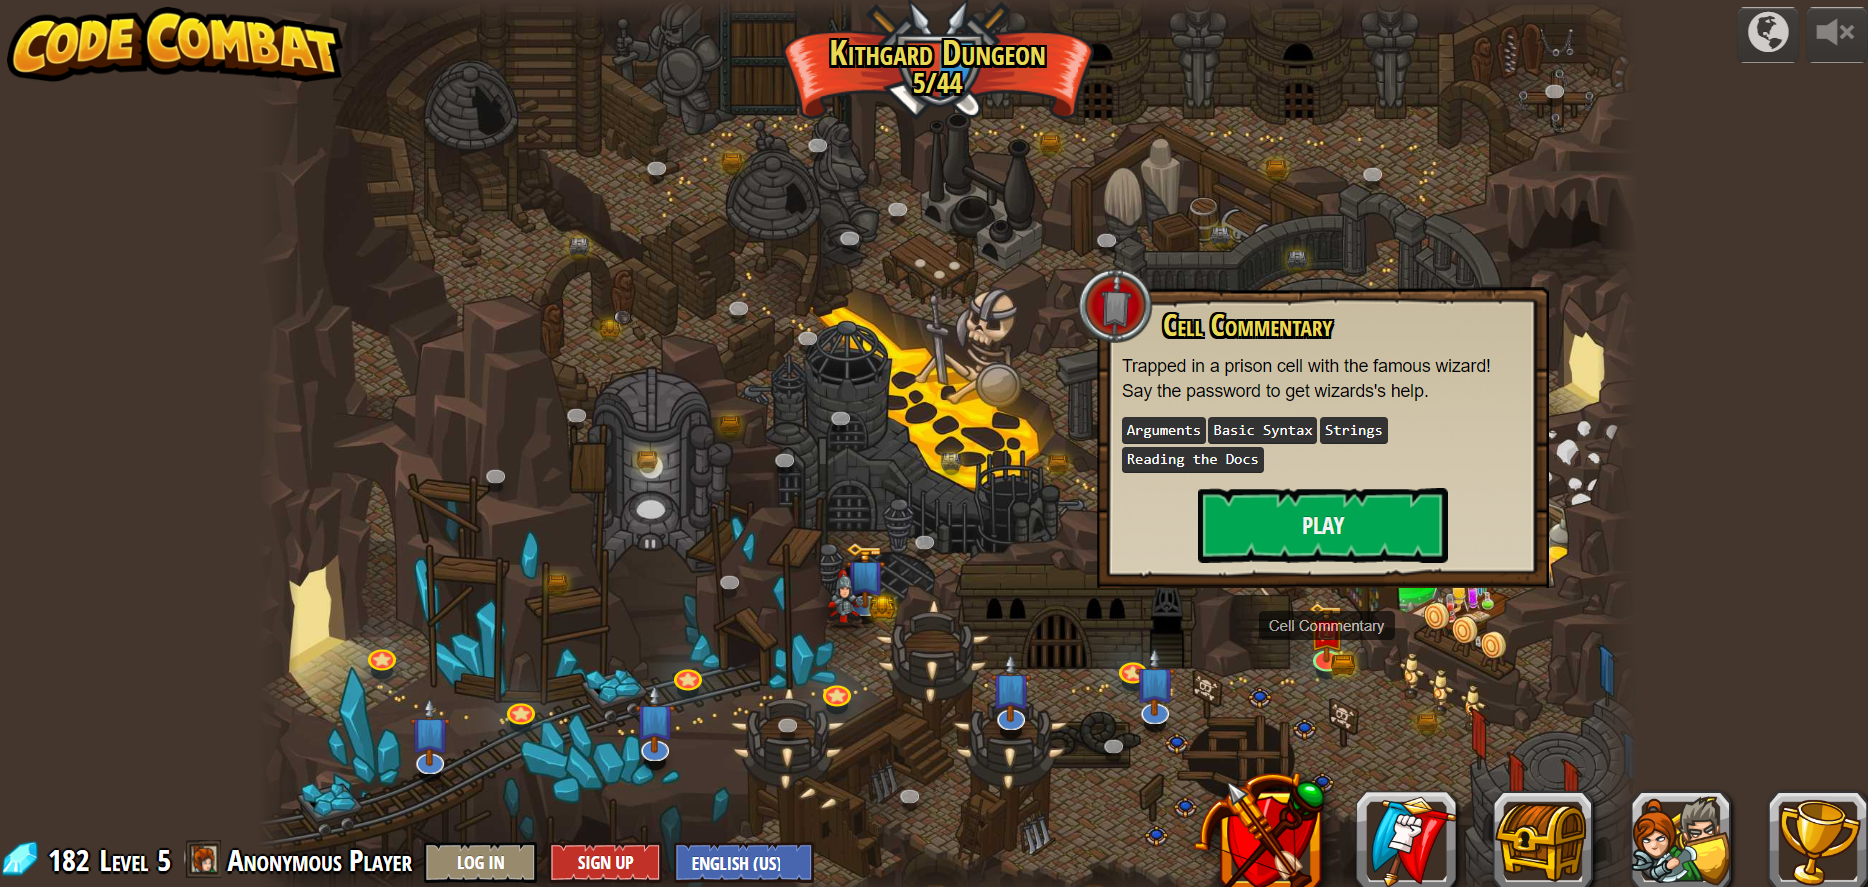 CODE COMBAT
Kithgard Dungeon
5/44
Cell Commentary
Trapped in a prison cell with the famous wizard!
Say the password to get wizards's help.
Arguments Basic Syntax Strings
Reading the Docs
PLAY
Cell Commentary
182 Level 5 Anonymous Player LOG IN SIGN UP ENGLISH (US)